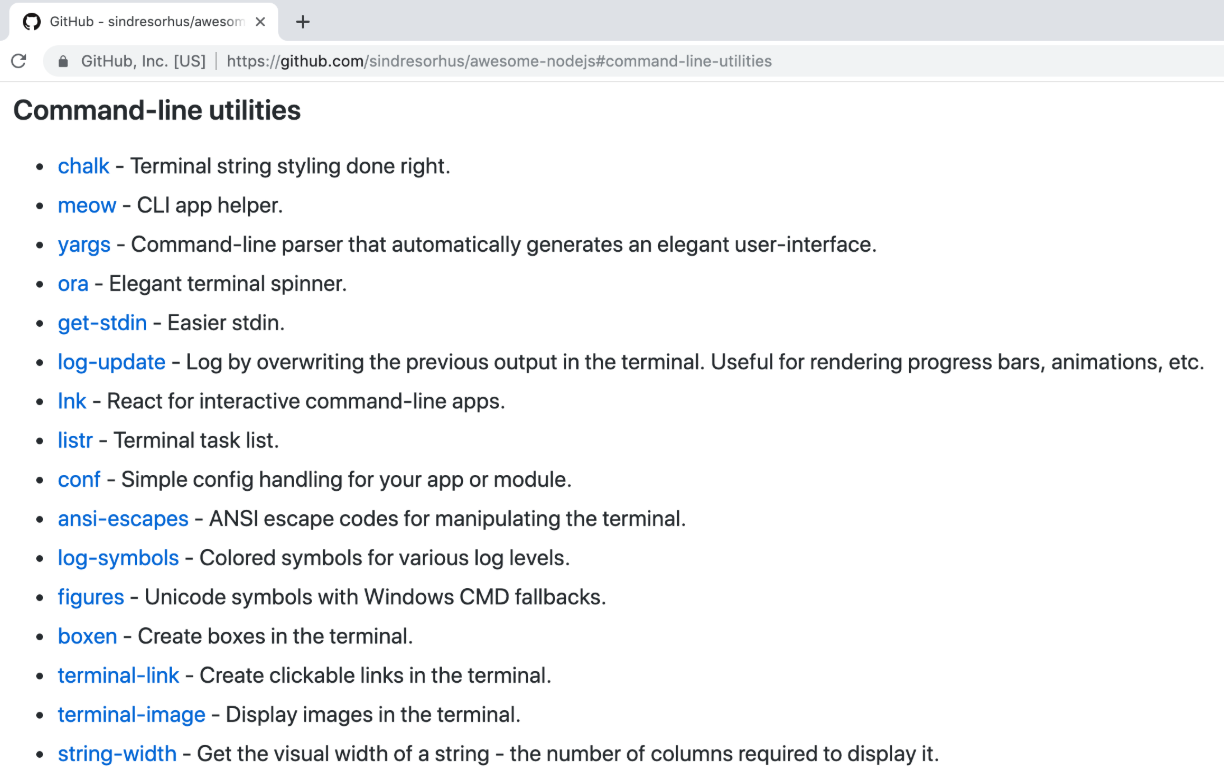 GitHub - sindresorhus/awesom
GitHub, Inc. [US] | https://github.com/sindresorhus/awesome-nodejs#command-line-utilities
Command-line utilities
• chalk - Terminal string styling done right.
• meow - CLI app helper.
• yargs - Command-line parser that automatically generates an elegant user-interface.
• ora - Elegant terminal spinner.
• get-stdin - Easier stdin.
• log-update - Log by overwriting the previous output in the terminal. Useful for rendering progress bars, animations, etc.
• Ink - React for interactive command-line apps.
• listr - Terminal task list.
• conf - Simple config handling for your app or module.
• ansi-escapes - ANSI escape codes for manipulating the terminal.
• log-symbols - Colored symbols for various log levels.
• figures - Unicode symbols with Windows CMD fallbacks.
• boxen - Create boxes in the terminal.
• terminal-link - Create clickable links in the terminal.
• terminal-image - Display images in the terminal.
• string-width - Get the visual width of a string - the number of columns required to display it.